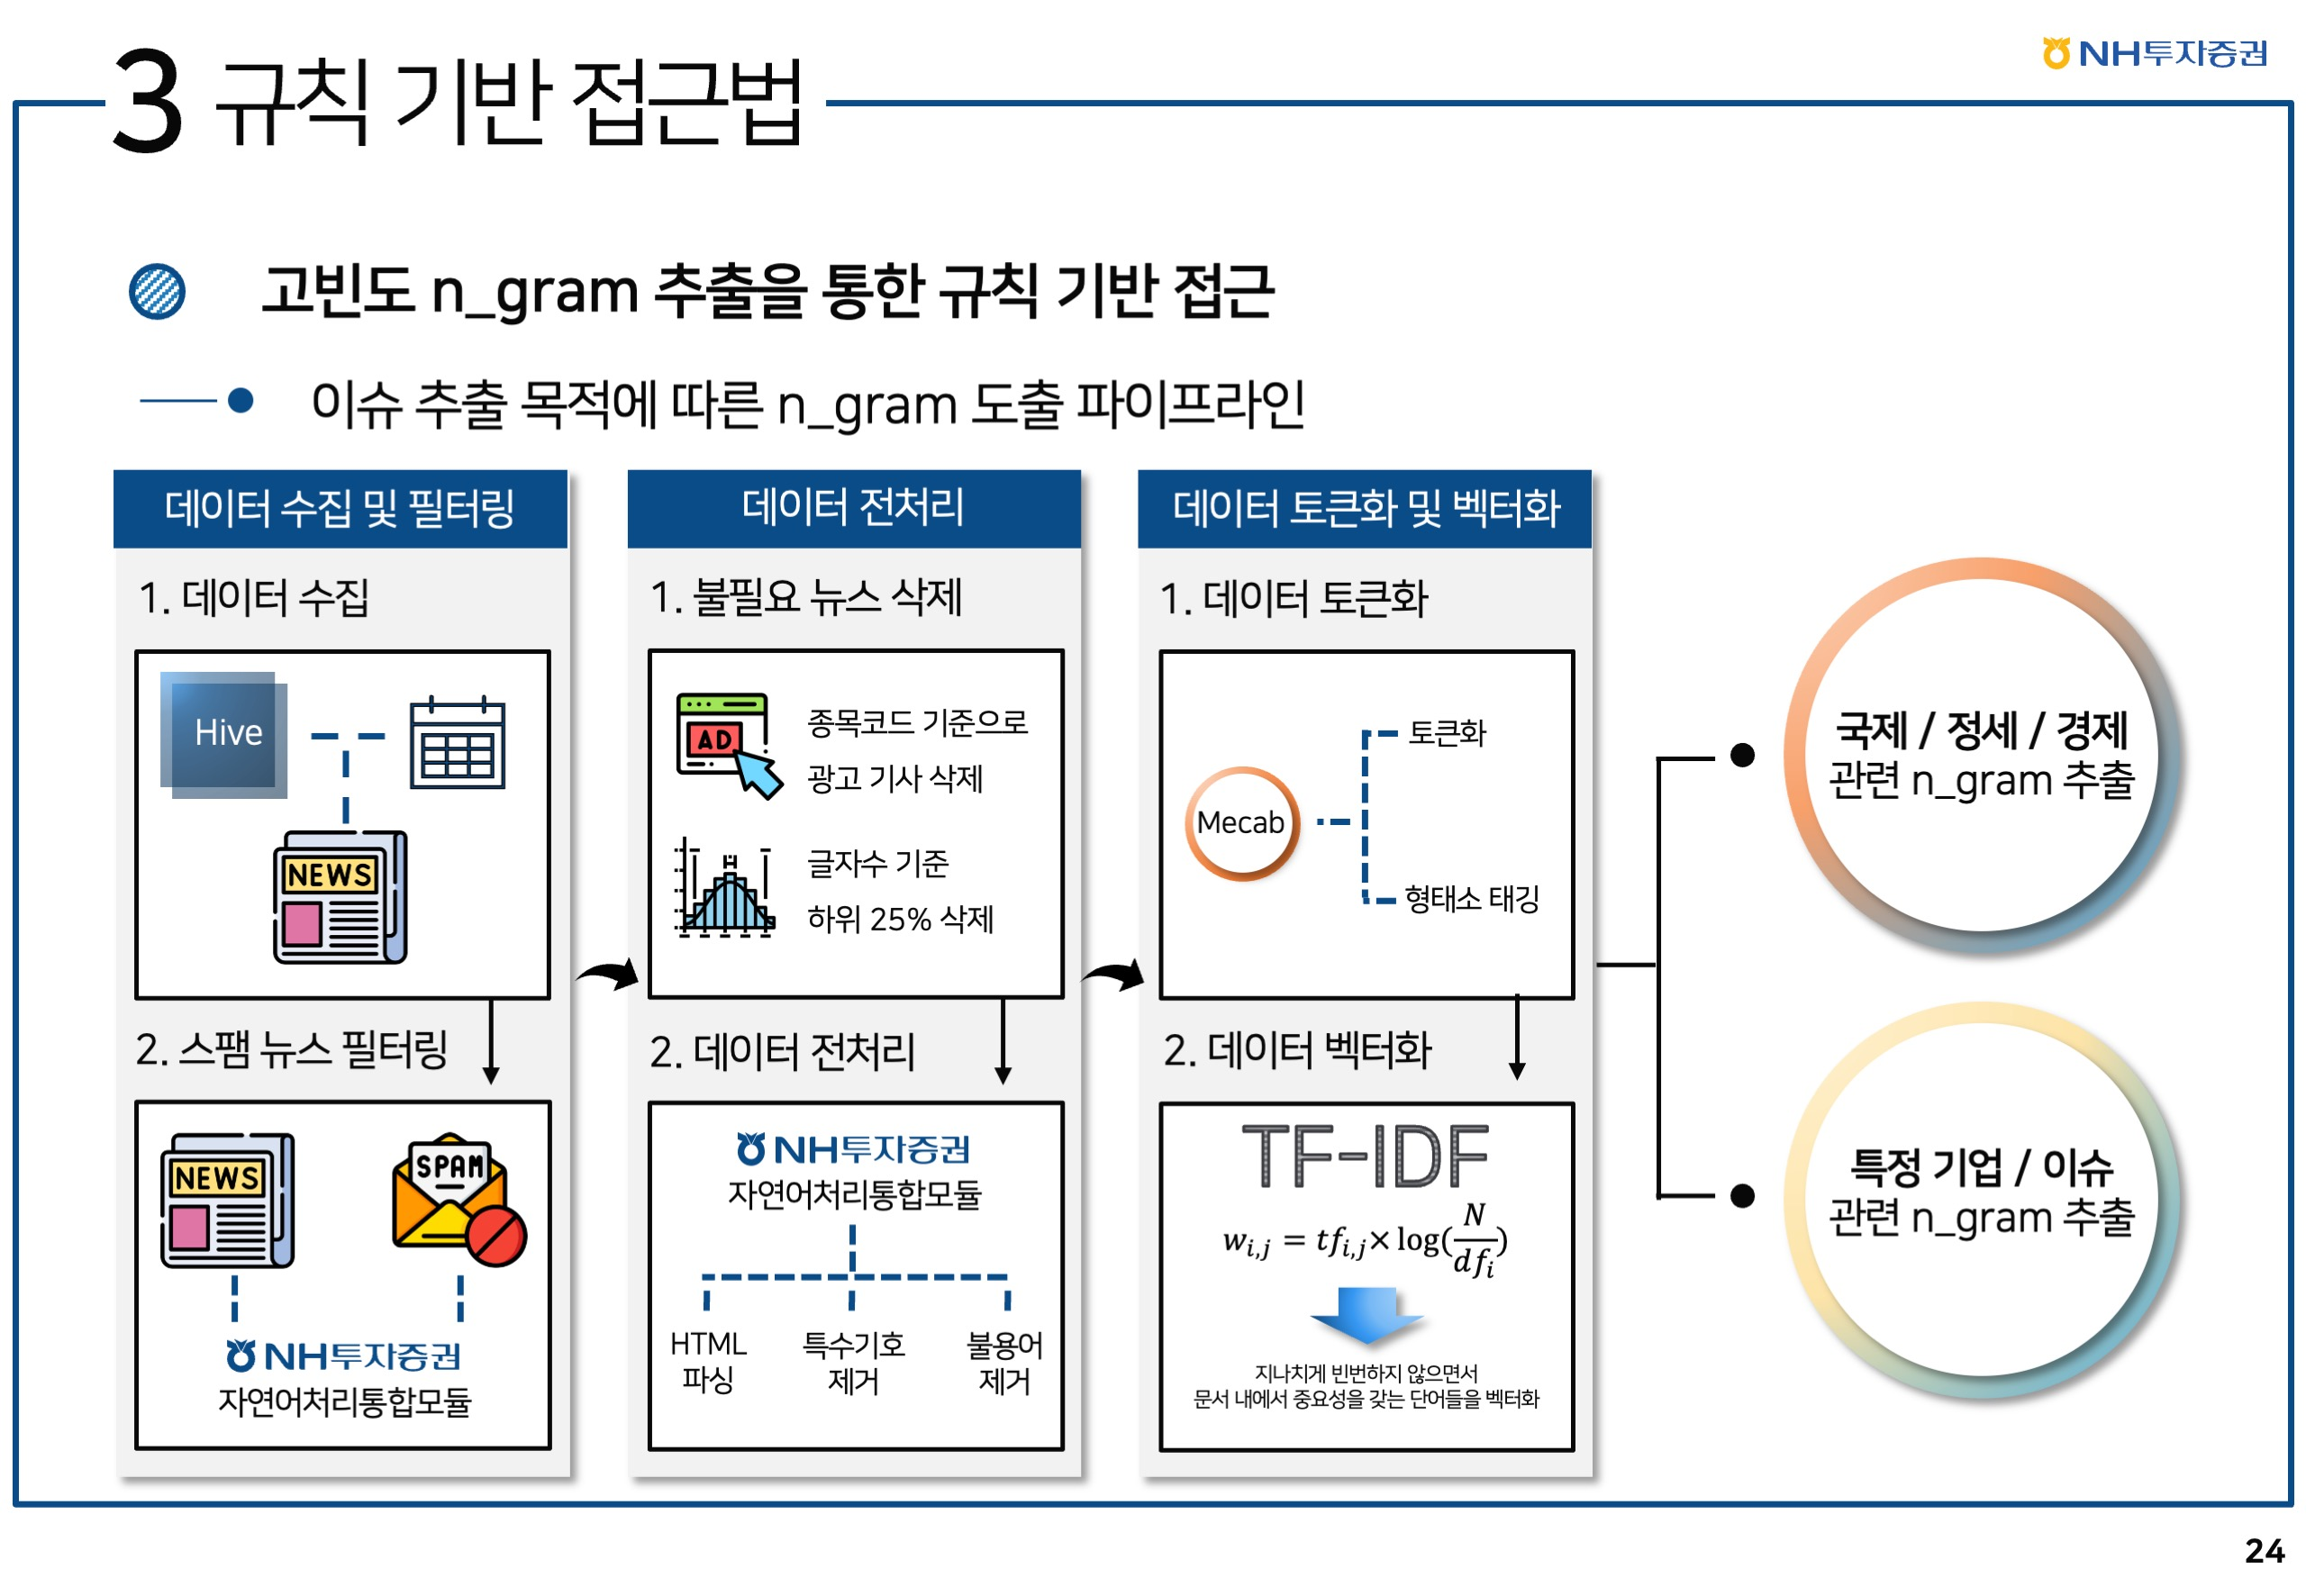 NH투자증권
3 규칙 기반 접근법
고빈도 n_gram 추출을 통한 규칙 기반 접근
이슈 추출 목적에 따른 n_gram 도출 파이프라인
데이터 수집 및 필터링
1. 데이터 수집
Hive
NEWS
2. 스팸 뉴스 필터링
NEWS
SPAM
NH투자증권
자연어처리통합모듈
데이터 전처리
1. 불필요 뉴스 삭제
AD
종목코드 기준으로
광고 기사 삭제
글자수 기준
하위 25% 삭제
2. 데이터 전처리
NH투자증권
자연어처리통합모듈
HTML
파싱
특수기호
제거
불용어
제거
데이터 토큰화 및 벡터화
1. 데이터 토큰화
Mecab
토큰화
형태소 태깅
2. 데이터 벡터화
TF-IDF
w_{i,j} = tf_{i,j} × log(N/df_i)
지나치게 빈번하지 않으면서
문서 내에서 중요성을 갖는 단어들을 벡터화
국제 / 정세 / 경제
관련 n_gram 추출
특정 기업 / 이슈
관련 n_gram 추출
24